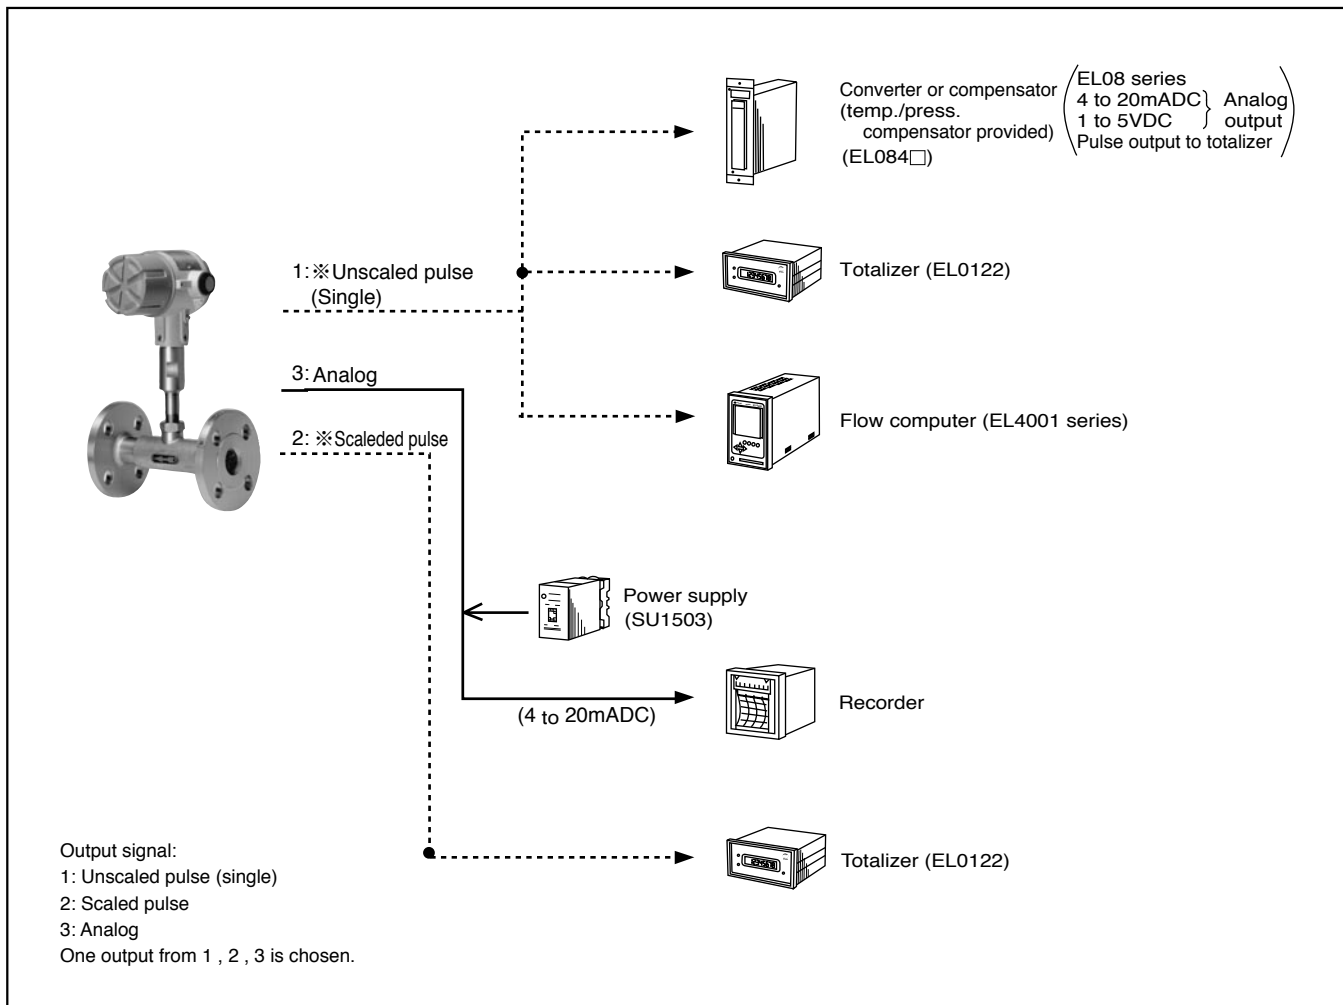 Converter or compensator
(temp./press.
compensator provided)
(EL084□)
EL08 series
4 to 20mADC
1 to 5VDC
Analog
output
Pulse output to totalizer
1:※Unscaled pulse
(Single)
Totalizer (EL0122)
3: Analog
2: ※Scaleded pulse
Flow computer (EL4001 series)
Power supply
(SU1503)
(4 to 20mADC)
Recorder
Totalizer (EL0122)
Output signal:
1: Unscaled pulse (single)
2: Scaled pulse
3: Analog
One output from 1 , 2 , 3 is chosen.